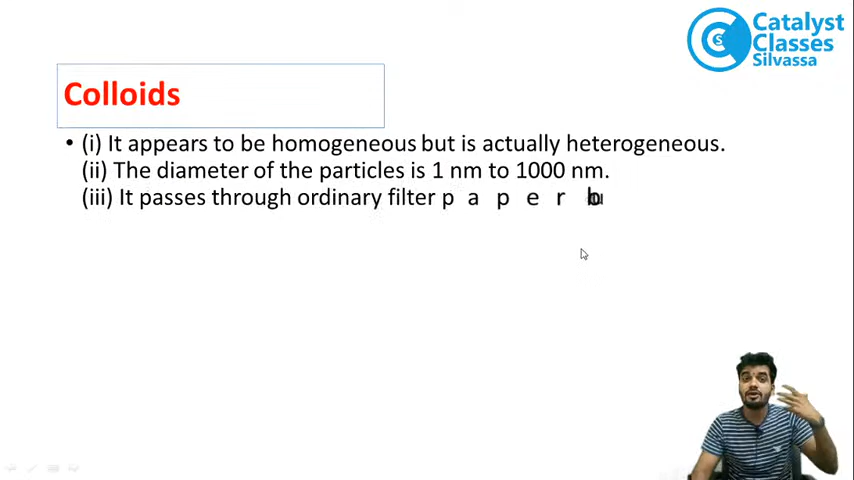 Catalyst
Classes
Silvassa
Colloids
• (i) It appears to be homogeneous but is actually heterogeneous.
(ii) The diameter of the particles is 1 nm to 1000 nm.
(iii) It passes through ordinary filter p a p e r